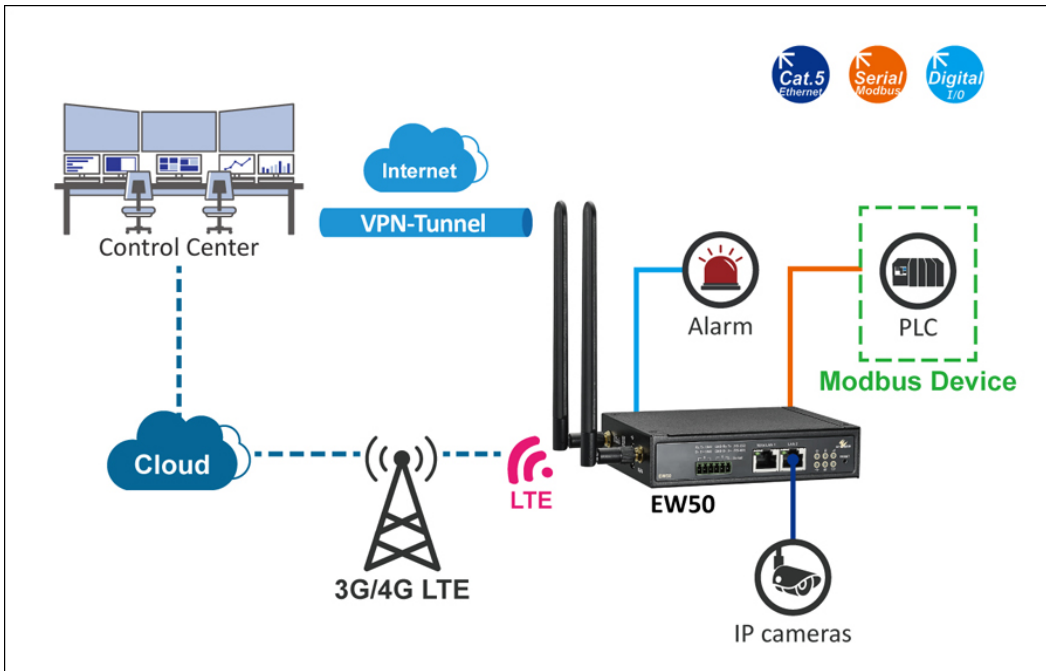 Cat.5
Ethernet
Serial
Modbus
Digital
I/O
Internet
VPN-Tunnel
Control Center
Alarm
PLC
Modbus Device
Cloud
LTE
EW50
3G/4G LTE
IP cameras